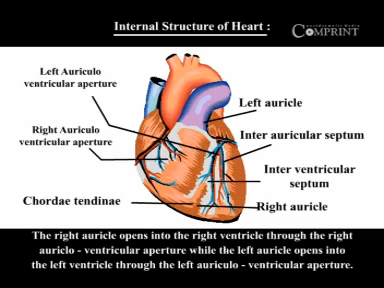 Internal Structure of Heart :
COMPRINT
Left Auriculo
ventricular aperture
Left auricle
Right Auriculo
ventricular aperture
Inter auricular septum
Inter ventricular
septum
Chordae tendinae
Right auricle
The right auricle opens into the right ventricle through the right
auriclo - ventricular aperture while the left auricle opens into
the left ventricle through the left auriculo - ventricular aperture.